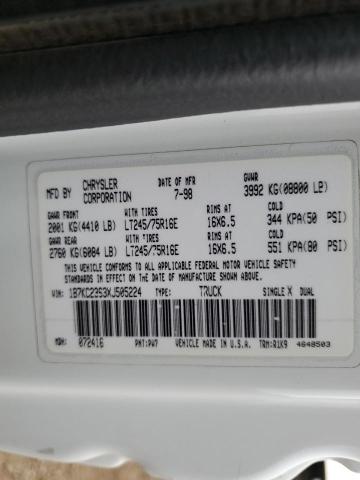 MFD BY CHRYSLER CORPORATION DATE OF MFR 7-98 GVWR 3992 KG(08800 LB)
GAWR FRONT WITH TIRES RIMS AT COLD
2001 KG(4410 LB) LT245/75R16E 16X6.5 344 KPA(50 PSI)
GAWR REAR WITH TIRES RIMS AT COLD
2760 KG(6084 LB) LT245/75R16E 16X6.5 551 KPA(80 PSI)
THIS VEHICLE CONFORMS TO ALL APPLICABLE FEDERAL MOTOR VEHICLE SAFETY
STANDARDS IN EFFECT ON THE DATE OF MANUFACTURE SHOWN ABOVE
VIN: 1B7KC23S3XJ505224 TYPE: TRUCK SINGLE X DUAL
MDH: 072416 PNT: PW7 VEHICLE MADE IN U.S.A. TRM: R1K9 4648503